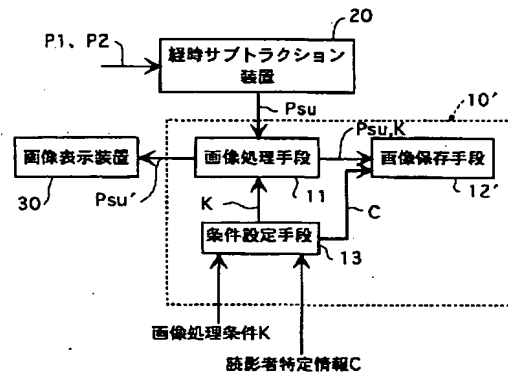 20
P1、P2
経時サブトラクション
装置
Psu
10′
Psu,K
画像表示装置
画像処理手段
画像保存手段
30
Psu′
11
12′
K
C
条件設定手段
13
画像処理条件K
読影者特定情報C